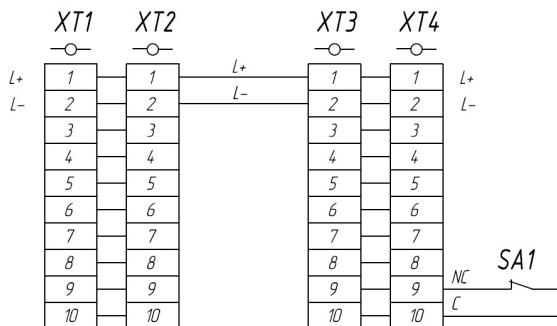 XT1 XT2 XT3 XT4
L+ 1 1 L+ 1 1 L+
L- 2 2 L- 2 2 L-
3 3 3 3
4 4 4 4
5 5 5 5
6 6 6 6
7 7 7 7
8 8 8 8 SA1
9 9 9 9 NC
10 10 10 10 C